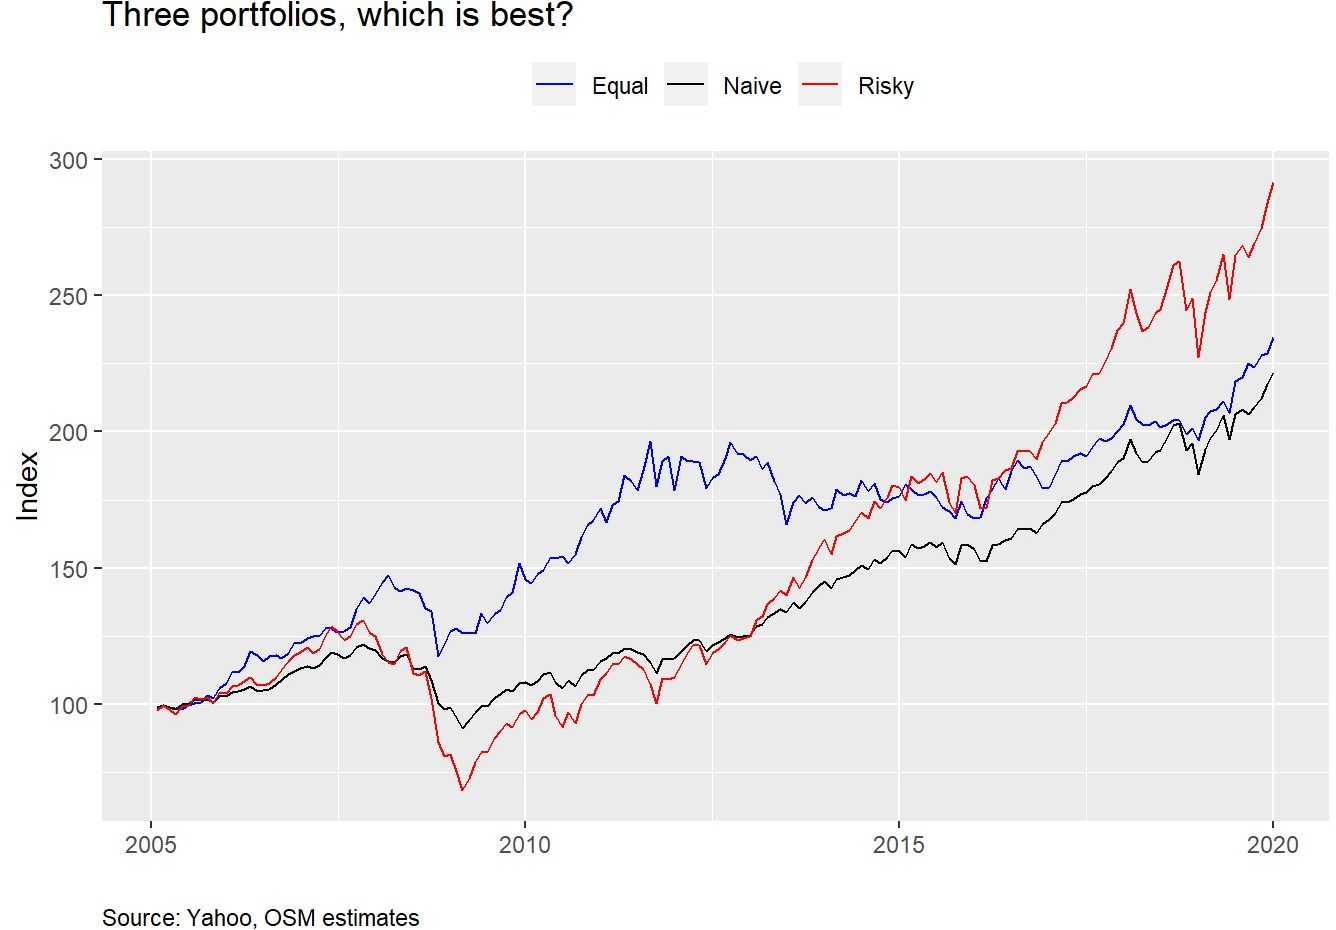 Three portfolios, which is best?
Equal Naive Risky
300
250
200
150
100
Index
2005 2010 2015 2020
Source: Yahoo, OSM estimates